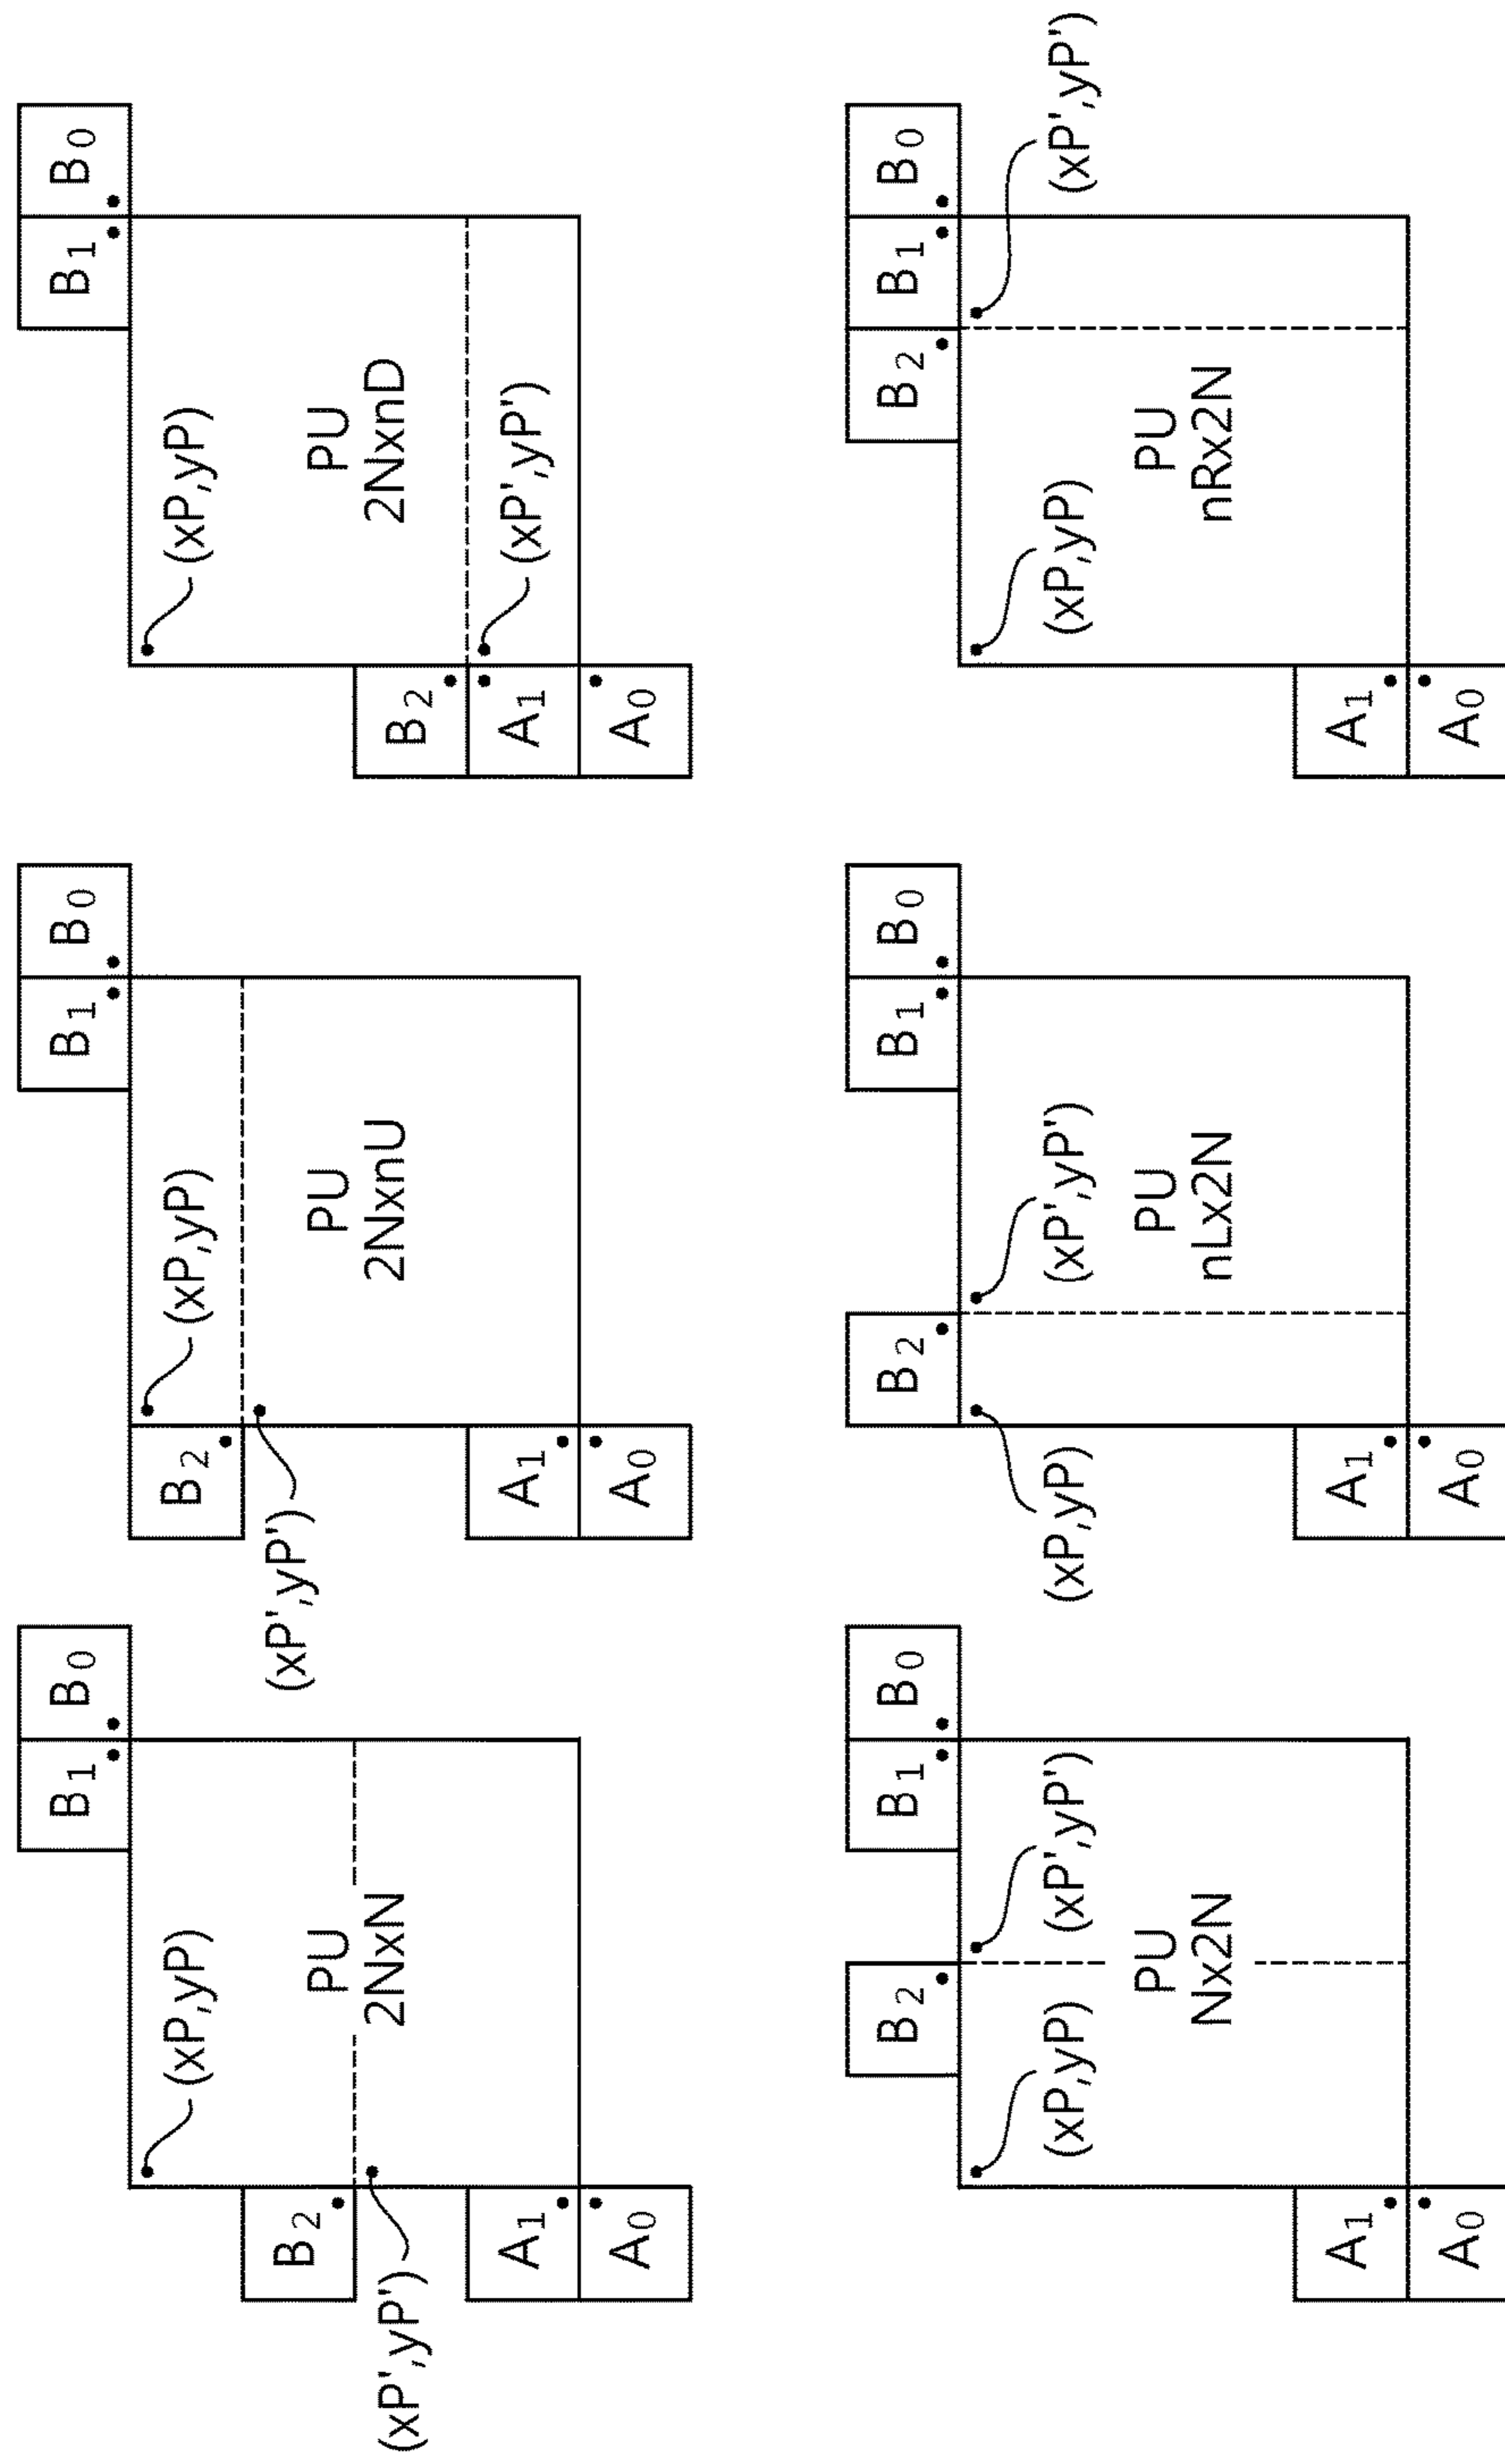 B1 B0
(xP,yP)
B2
PU
2NxN
(xP',yP')
A1
A0
B1 B0
B2
(xP,yP)
(xP',yP')
PU
2NxnU
A1
A0
B1 B0
(xP,yP)
PU
2NxnD
B2
A1
(xP',yP')
A0
B2 B1 B0
(xP,yP)
(xP',yP')
PU
Nx2N
A1
A0
B2 B1 B0
(xP,yP)
(xP',yP')
PU
nLx2N
A1
A0
B2 B1 B0
(xP,yP)
(xP',yP')
PU
nRx2N
A1
A0